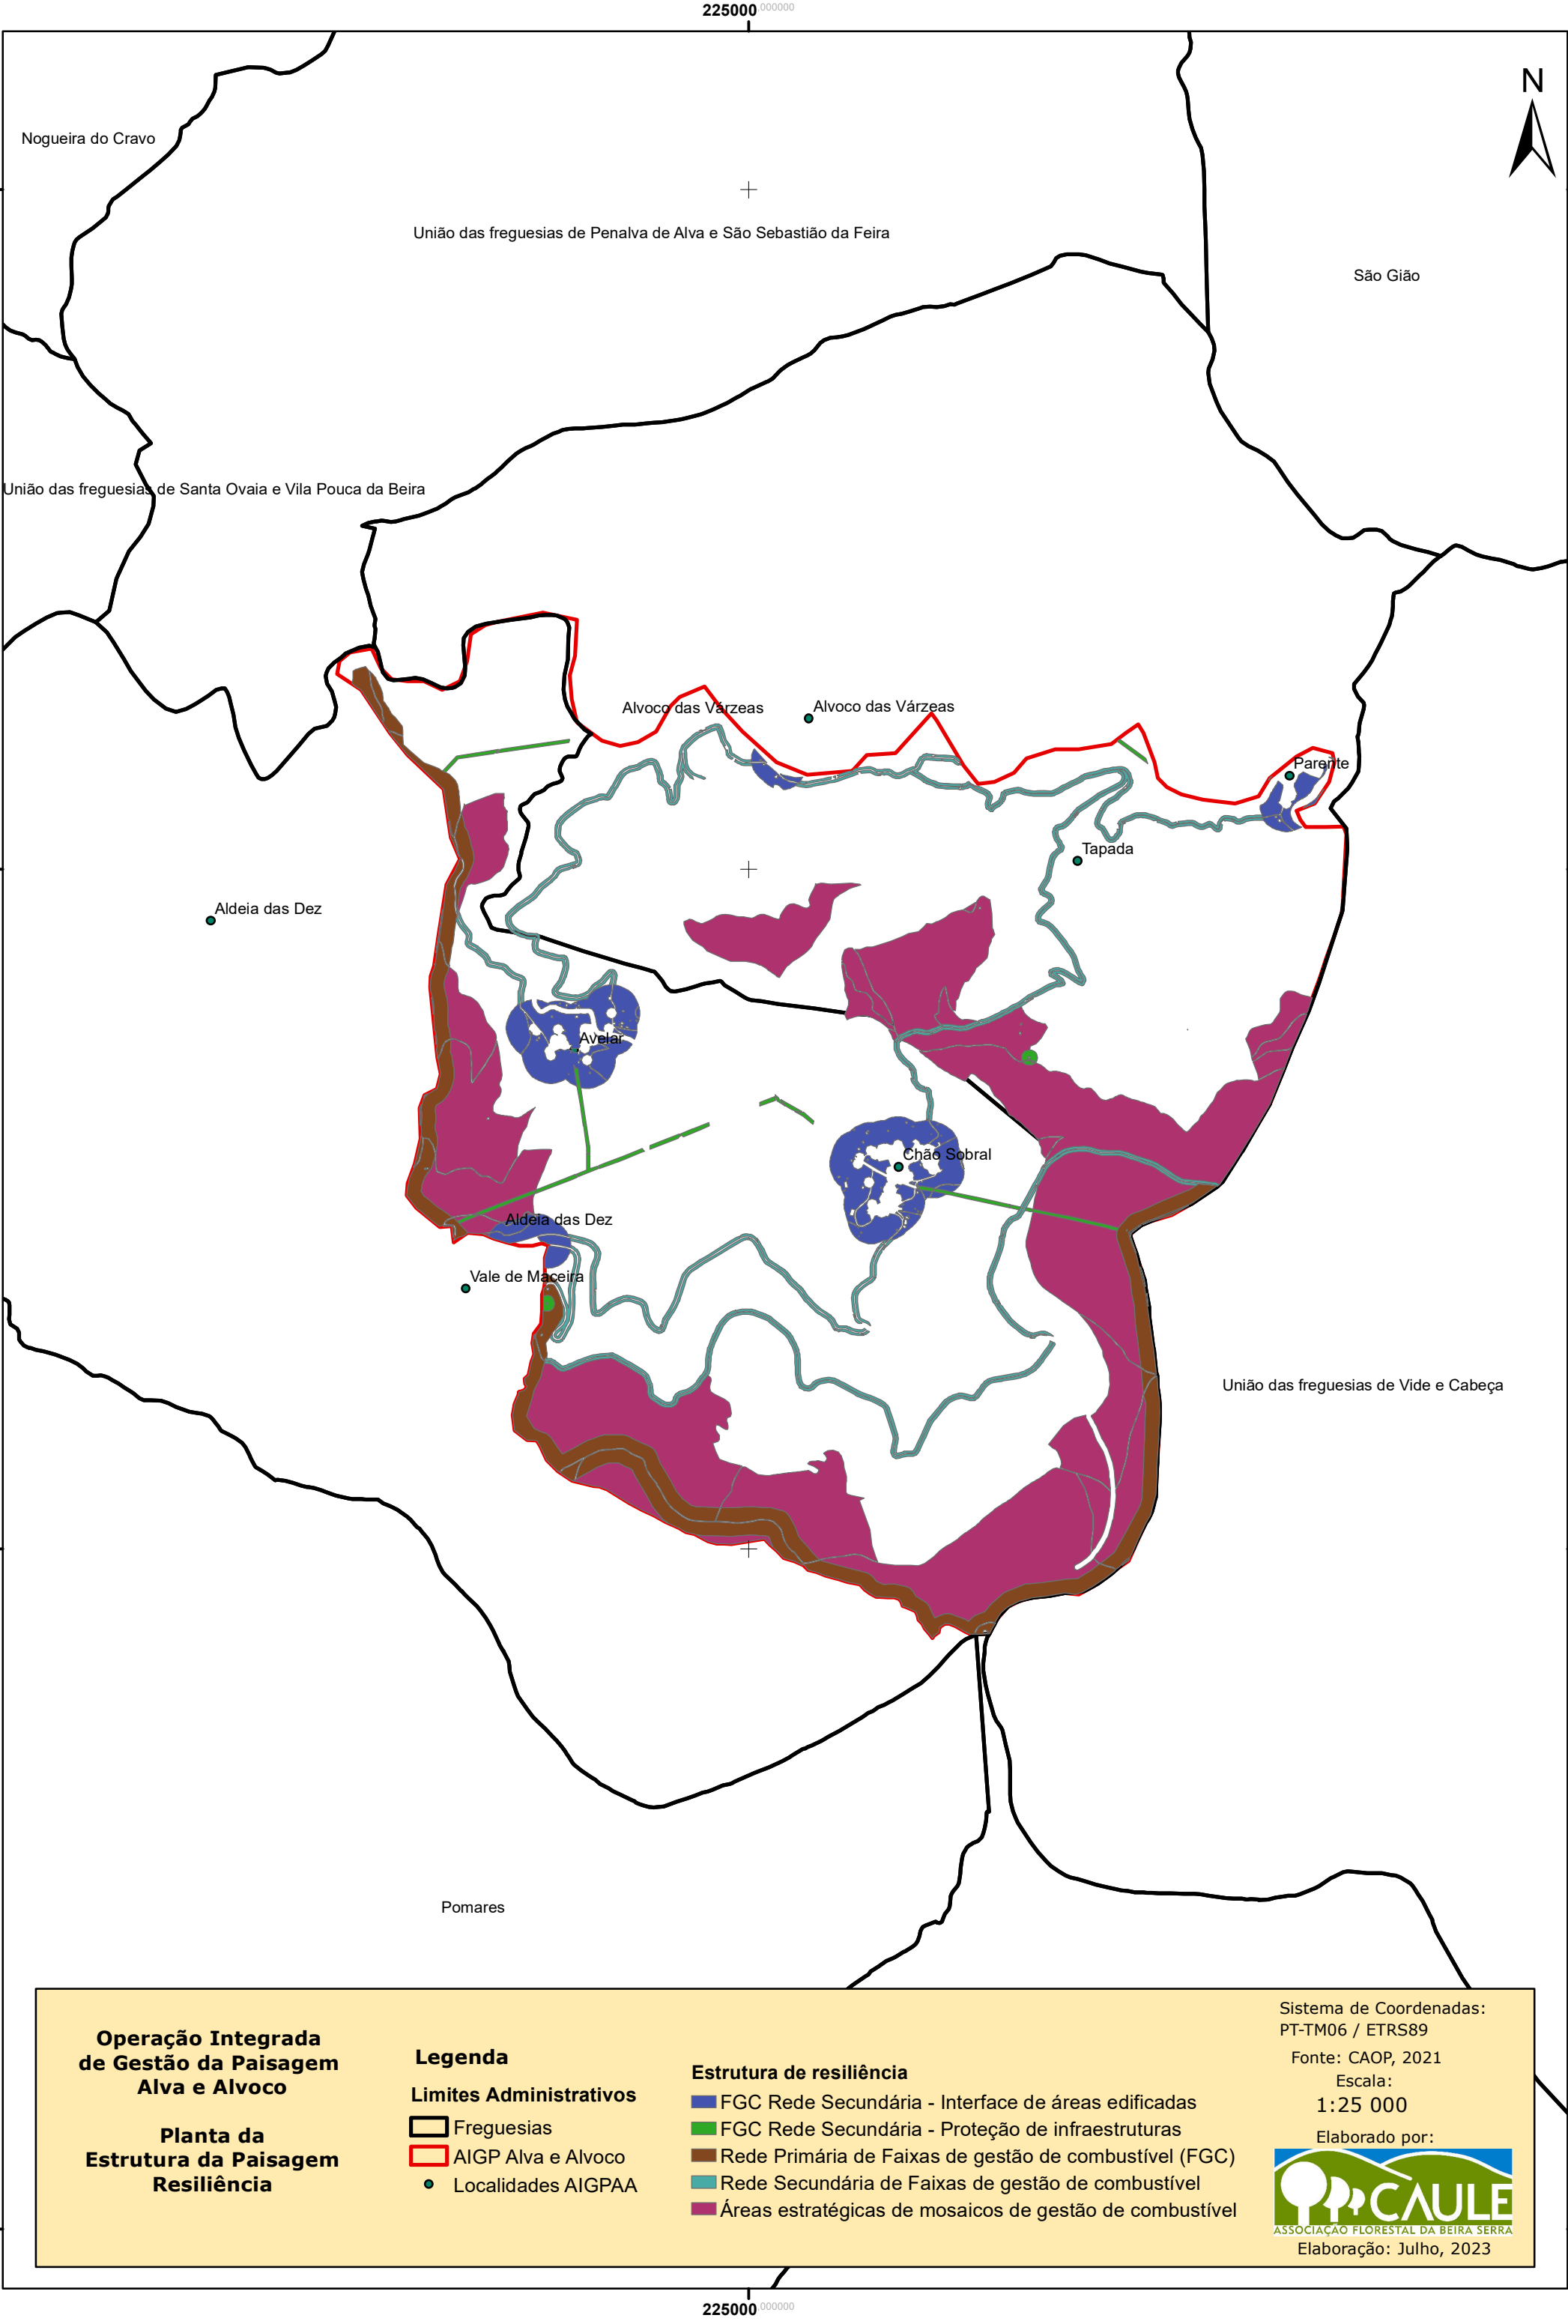 225000.000000
N
Nogueira do Cravo
União das freguesias de Penalva de Alva e São Sebastião da Feira
São Gião
União das freguesias de Santa Ovaia e Vila Pouca da Beira
Alvoco das Várzeas
Alvoco das Várzeas
Parente
Tapada
Aldeia das Dez
Avelar
Chão Sobral
Aldeia das Dez
Vale de Maceira
União das freguesias de Vide e Cabeça
Pomares
Operação Integrada
de Gestão da Paisagem
Alva e Alvoco
Planta da
Estrutura da Paisagem
Resiliência
Legenda
Limites Administrativos
Freguesias
AIGP Alva e Alvoco
Localidades AIGPAA
Estrutura de resiliência
FGC Rede Secundária - Interface de áreas edificadas
FGC Rede Secundária - Proteção de infraestruturas
Rede Primária de Faixas de gestão de combustível (FGC)
Rede Secundária de Faixas de gestão de combustível
Áreas estratégicas de mosaicos de gestão de combustível
Sistema de Coordenadas:
PT-TM06 / ETRS89
Fonte: CAOP, 2021
Escala:
1:25 000
Elaborado por:
CAULE
ASSOCIAÇÃO FLORESTAL DA BEIRA SERRA
Elaboração: Julho, 2023
225000.000000